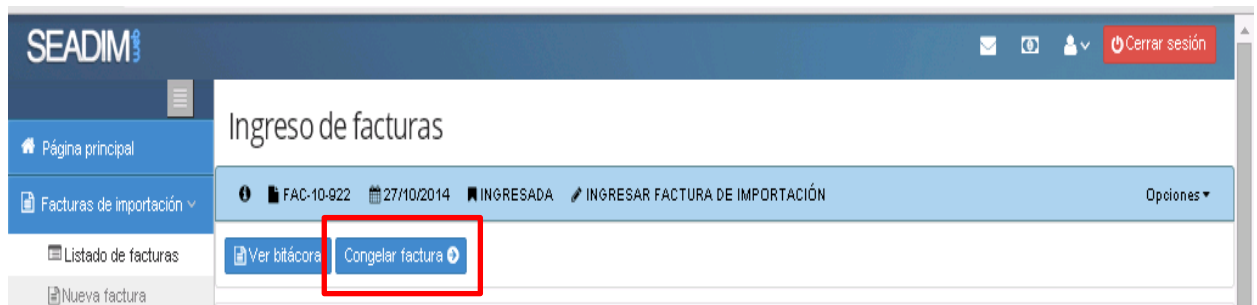 SEADIM
Cerrar sesión
Ingreso de facturas
Página principal
FAC-10-922 27/10/2014 INGRESADA INGRESAR FACTURA DE IMPORTACIÓN Opciones
Facturas de importación
Ver bitácora Congelar factura
Listado de facturas
Nueva factura